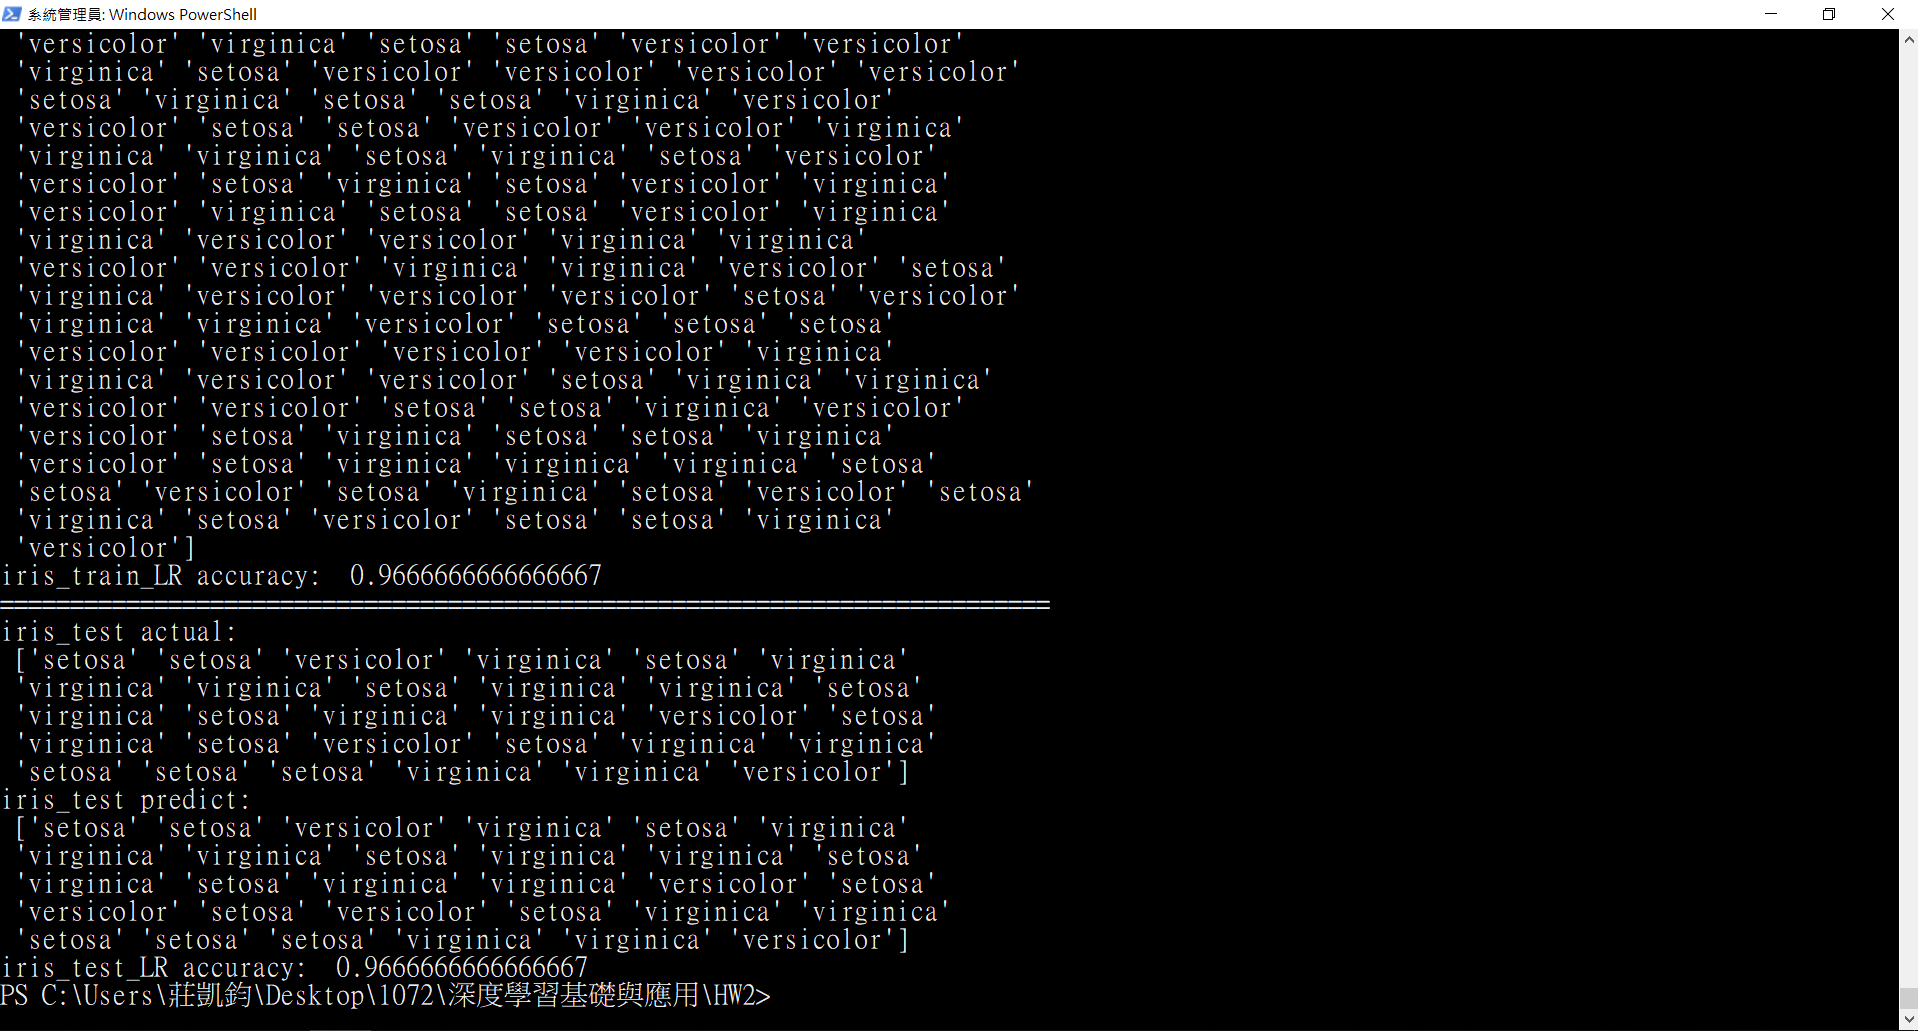 系統管理員: Windows PowerShell
'versicolor' 'virginica' 'setosa' 'setosa' 'versicolor' 'versicolor'
'virginica' 'setosa' 'versicolor' 'versicolor' 'versicolor' 'versicolor'
'setosa' 'virginica' 'setosa' 'setosa' 'virginica' 'versicolor'
'versicolor' 'setosa' 'setosa' 'versicolor' 'versicolor' 'virginica'
'virginica' 'virginica' 'setosa' 'virginica' 'setosa' 'versicolor'
'versicolor' 'setosa' 'virginica' 'setosa' 'versicolor' 'virginica'
'versicolor' 'virginica' 'setosa' 'setosa' 'versicolor' 'virginica'
'virginica' 'versicolor' 'versicolor' 'virginica' 'virginica'
'versicolor' 'versicolor' 'virginica' 'virginica' 'versicolor' 'setosa'
'virginica' 'versicolor' 'versicolor' 'versicolor' 'setosa' 'versicolor'
'virginica' 'virginica' 'versicolor' 'setosa' 'setosa' 'setosa'
'versicolor' 'versicolor' 'versicolor' 'versicolor' 'virginica'
'virginica' 'versicolor' 'versicolor' 'setosa' 'virginica' 'virginica'
'versicolor' 'versicolor' 'setosa' 'setosa' 'virginica' 'versicolor'
'versicolor' 'setosa' 'virginica' 'setosa' 'setosa' 'virginica'
'versicolor' 'setosa' 'virginica' 'virginica' 'virginica' 'setosa'
'setosa' 'versicolor' 'setosa' 'virginica' 'setosa' 'versicolor' 'setosa'
'virginica' 'setosa' 'versicolor' 'setosa' 'setosa' 'virginica'
'versicolor']
iris_train_LR accuracy:  0.9666666666666667
===========================================================================
iris_test actual:
['setosa' 'setosa' 'versicolor' 'virginica' 'setosa' 'virginica'
'virginica' 'virginica' 'setosa' 'virginica' 'virginica' 'setosa'
'virginica' 'setosa' 'virginica' 'virginica' 'versicolor' 'setosa'
'virginica' 'setosa' 'versicolor' 'setosa' 'virginica' 'virginica'
'setosa' 'setosa' 'setosa' 'virginica' 'virginica' 'versicolor']
iris_test predict:
['setosa' 'setosa' 'versicolor' 'virginica' 'setosa' 'virginica'
'virginica' 'virginica' 'setosa' 'virginica' 'virginica' 'setosa'
'virginica' 'setosa' 'virginica' 'virginica' 'versicolor' 'setosa'
'versicolor' 'setosa' 'versicolor' 'setosa' 'virginica' 'virginica'
'setosa' 'setosa' 'setosa' 'virginica' 'virginica' 'versicolor']
iris_test_LR accuracy:  0.9666666666666667
PS C:\Users\莊凱鈞\Desktop\1072\深度學習基礎與應用\HW2>